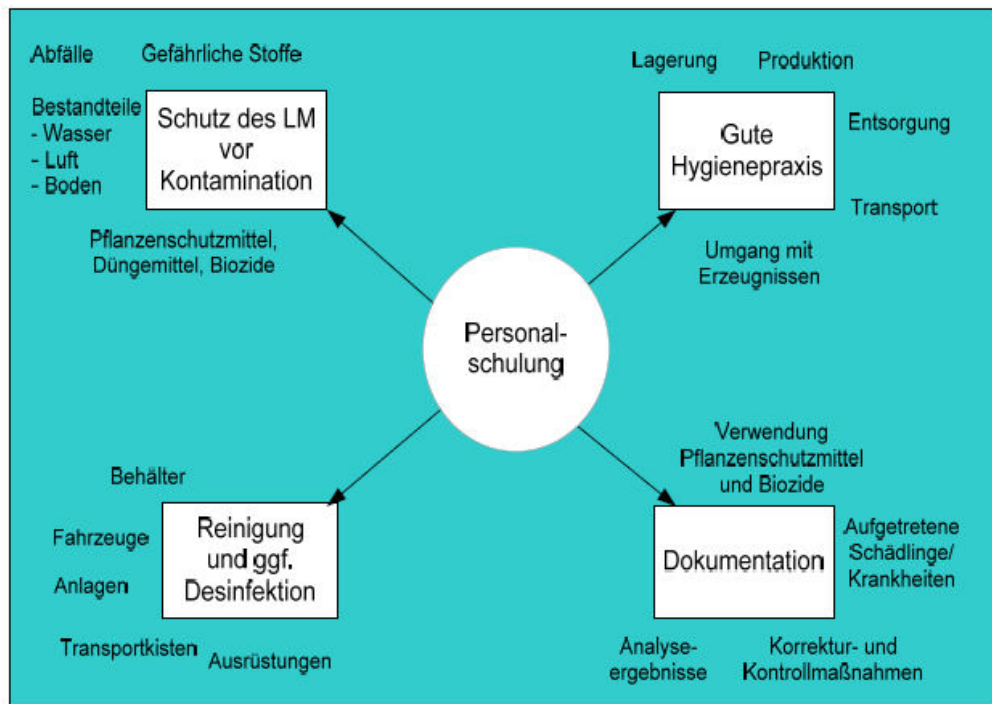 Abfälle
Gefährliche Stoffe
Bestandteile
- Wasser
- Luft
- Boden
Schutz des LM
vor
Kontamination
Pflanzenschutzmittel,
Düngemittel, Biozide
Lagerung
Produktion
Gute
Hygienepraxis
Entsorgung
Transport
Umgang mit
Erzeugnissen
Personal-
schulung
Behälter
Fahrzeuge
Anlagen
Reinigung
und ggf.
Desinfektion
Transportkisten
Ausrüstungen
Verwendung
Pflanzenschutzmittel
und Biozide
Dokumentation
Aufgetretene
Schädlinge/
Krankheiten
Analyse-
ergebnisse
Korrektur- und
Kontrollmaßnahmen